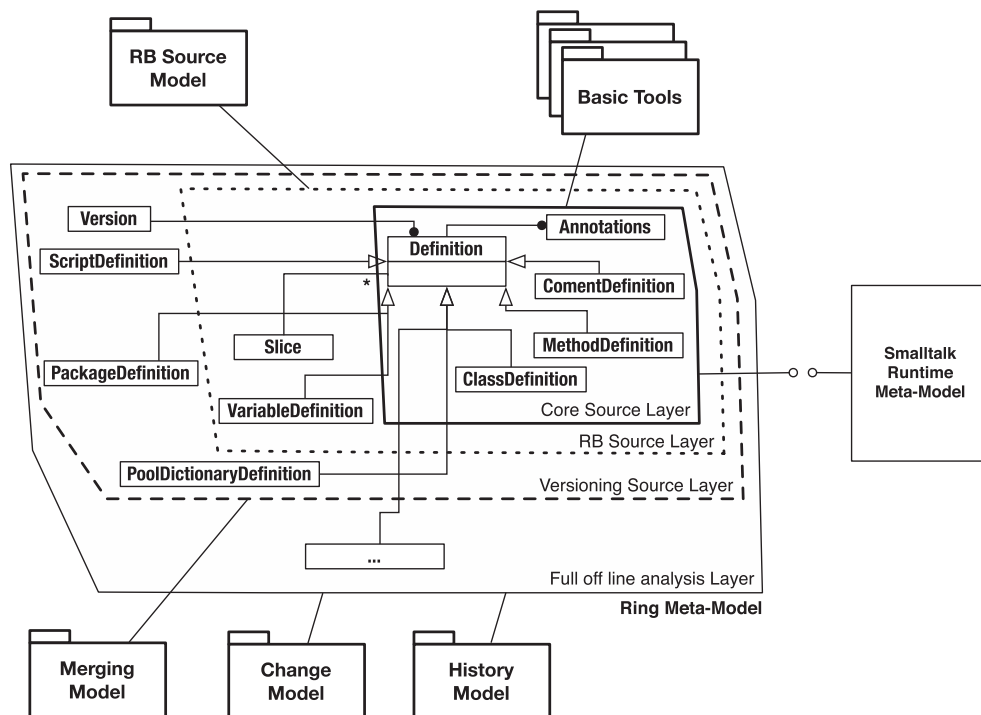 RB Source
Model
Basic Tools
Version
Annotations
Definition
ScriptDefinition
*
ComentDefinition
Slice
MethodDefinition
PackageDefinition
ClassDefinition
Smalltalk
Runtime
Meta-Model
VariableDefinition
Core Source Layer
RB Source Layer
PoolDictionaryDefinition
Versioning Source Layer
...
Full off line analysis Layer
Ring Meta-Model
Merging
Model
Change
Model
History
Model